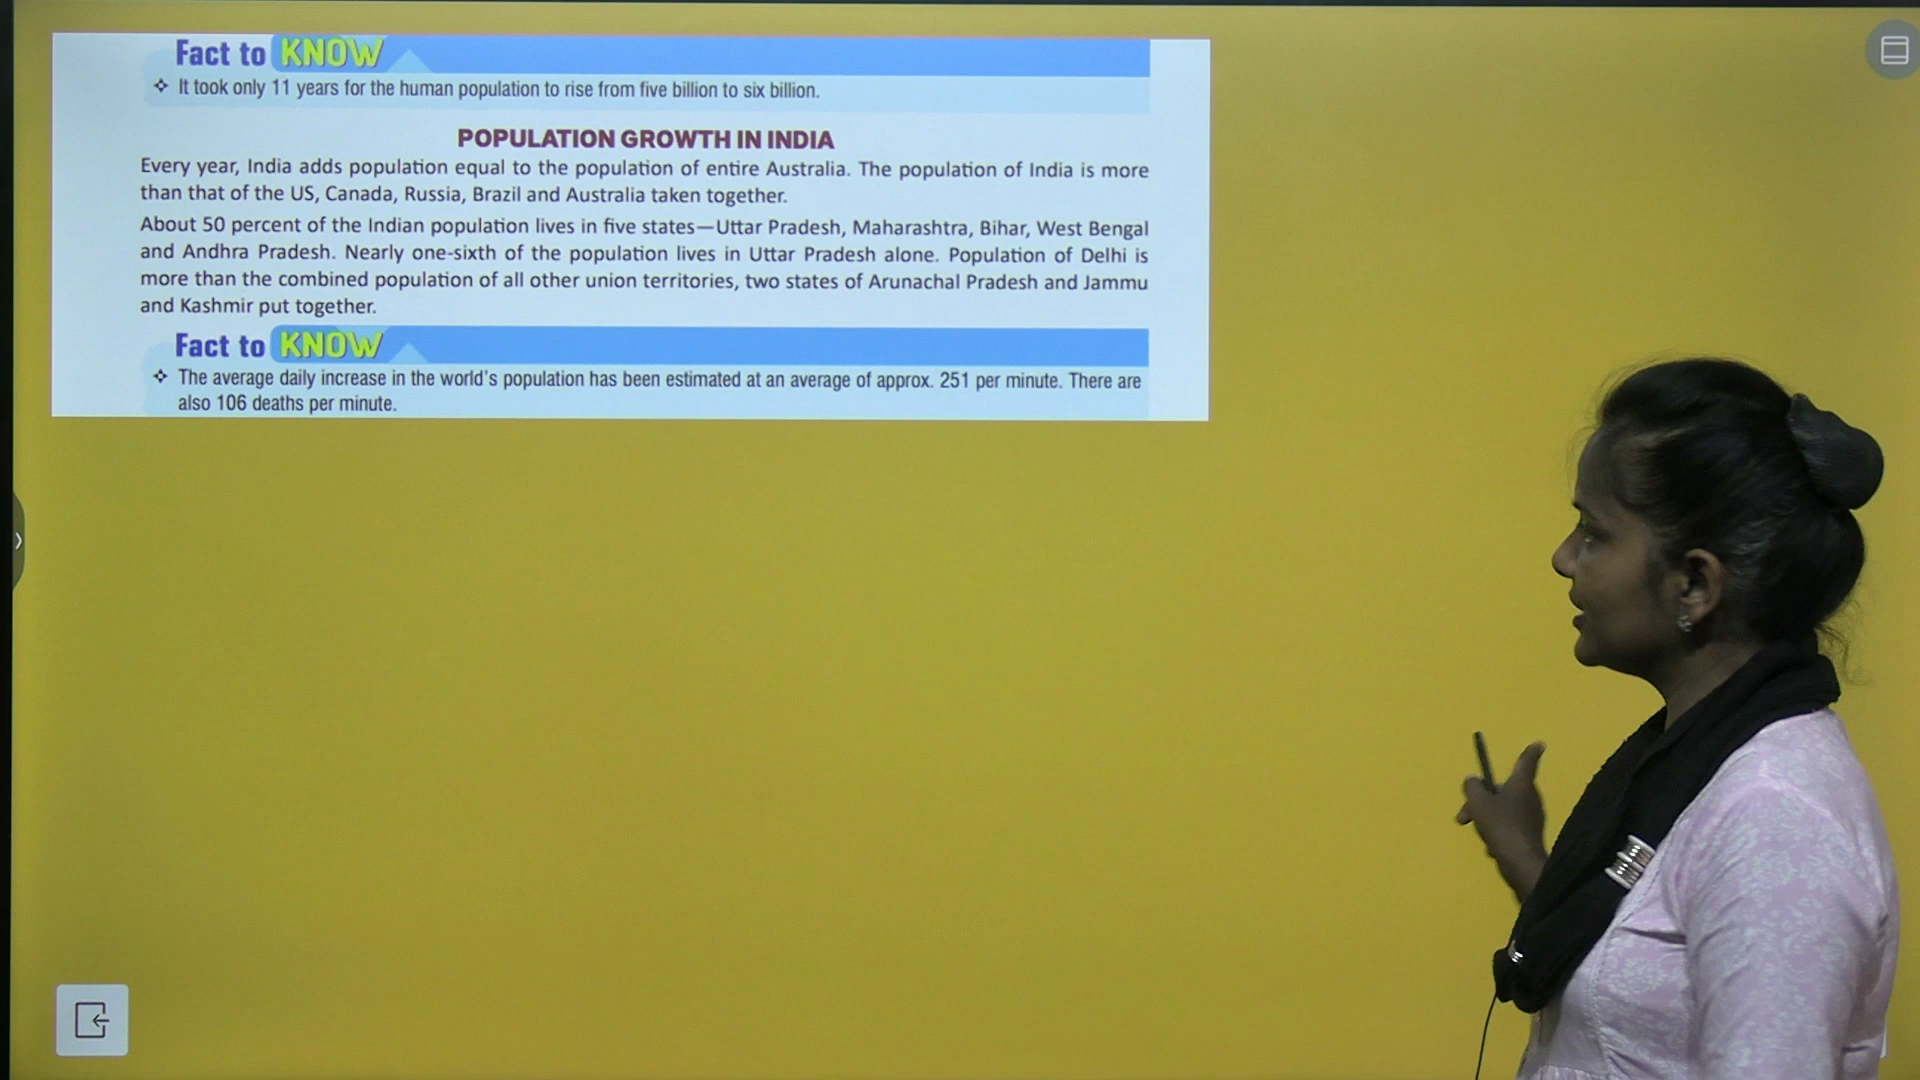 Fact to KNOW
❖ It took only 11 years for the human population to rise from five billion to six billion.
POPULATION GROWTH IN INDIA
Every year, India adds population equal to the population of entire Australia. The population of India is more
than that of the US, Canada, Russia, Brazil and Australia taken together.
About 50 percent of the Indian population lives in five states—Uttar Pradesh, Maharashtra, Bihar, West Bengal
and Andhra Pradesh. Nearly one-sixth of the population lives in Uttar Pradesh alone. Population of Delhi is
more than the combined population of all other union territories, two states of Arunachal Pradesh and Jammu
and Kashmir put together.
Fact to KNOW
❖ The average daily increase in the world's population has been estimated at an average of approx. 251 per minute. There are
also 106 deaths per minute.